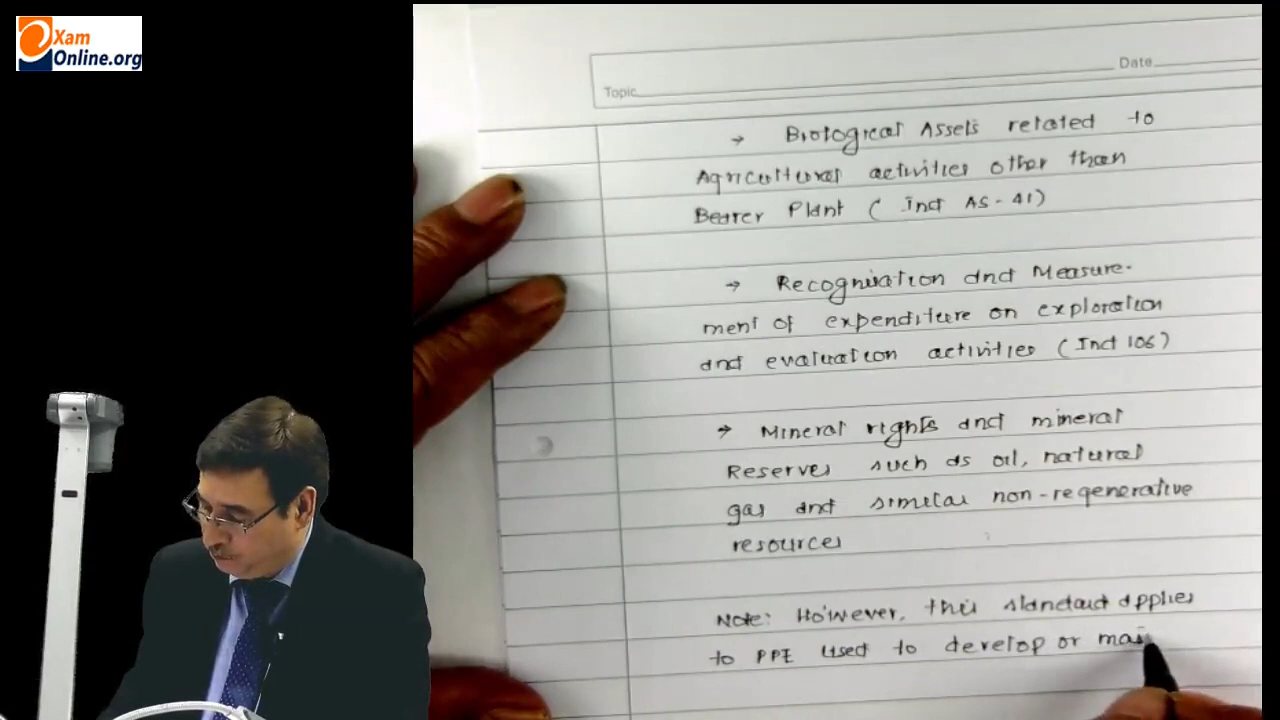 Xam
Online.org
Date
Topic
→ Biological Assets related to
Agricultural activities other than
Bearer Plant (Ind AS-41)
→ Recognisation and Measure-
ment of expenditure on exploration
and evaluation activities (Ind 106)
→ Mineral rights and mineral
Reserves such as oil, natural
gas and similar non-regenerative
resources
Note: However, this standard applies
to PPE used to develop or mai